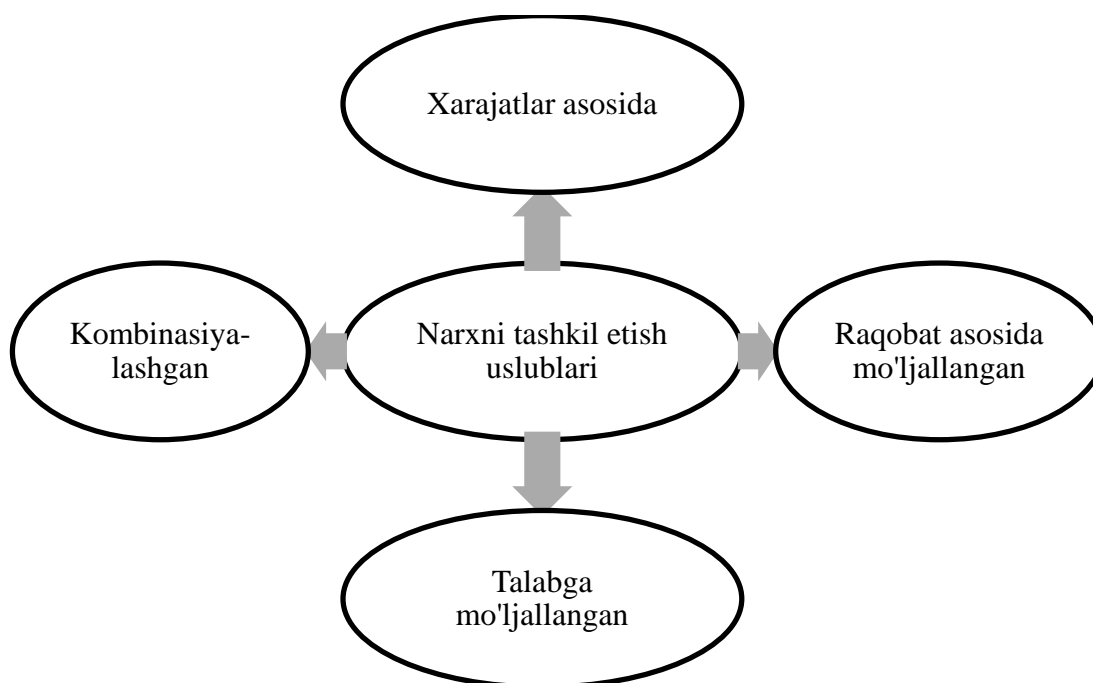 Xarajatlar asosida
Kombinasiya-
lashgan
Narxni tashkil etish
uslublari
Raqobat asosida
mo'ljallangan
Talabga
mo'ljallangan